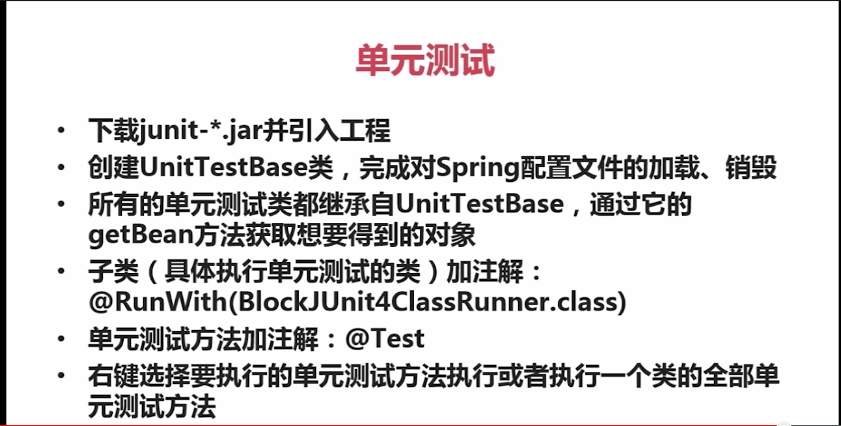 单元测试
• 下载junit-*.jar并引入工程
• 创建UnitTestBase类，完成对Spring配置文件的加载、销毁
• 所有的单元测试类都继承自UnitTestBase，通过它的
getBean方法获取想要得到的对象
• 子类（具体执行单元测试的类）加注解：
@RunWith(BlockJUnit4ClassRunner.class)
• 单元测试方法加注解：@Test
• 右键选择要执行的单元测试方法执行或者执行一个类的全部单
元测试方法